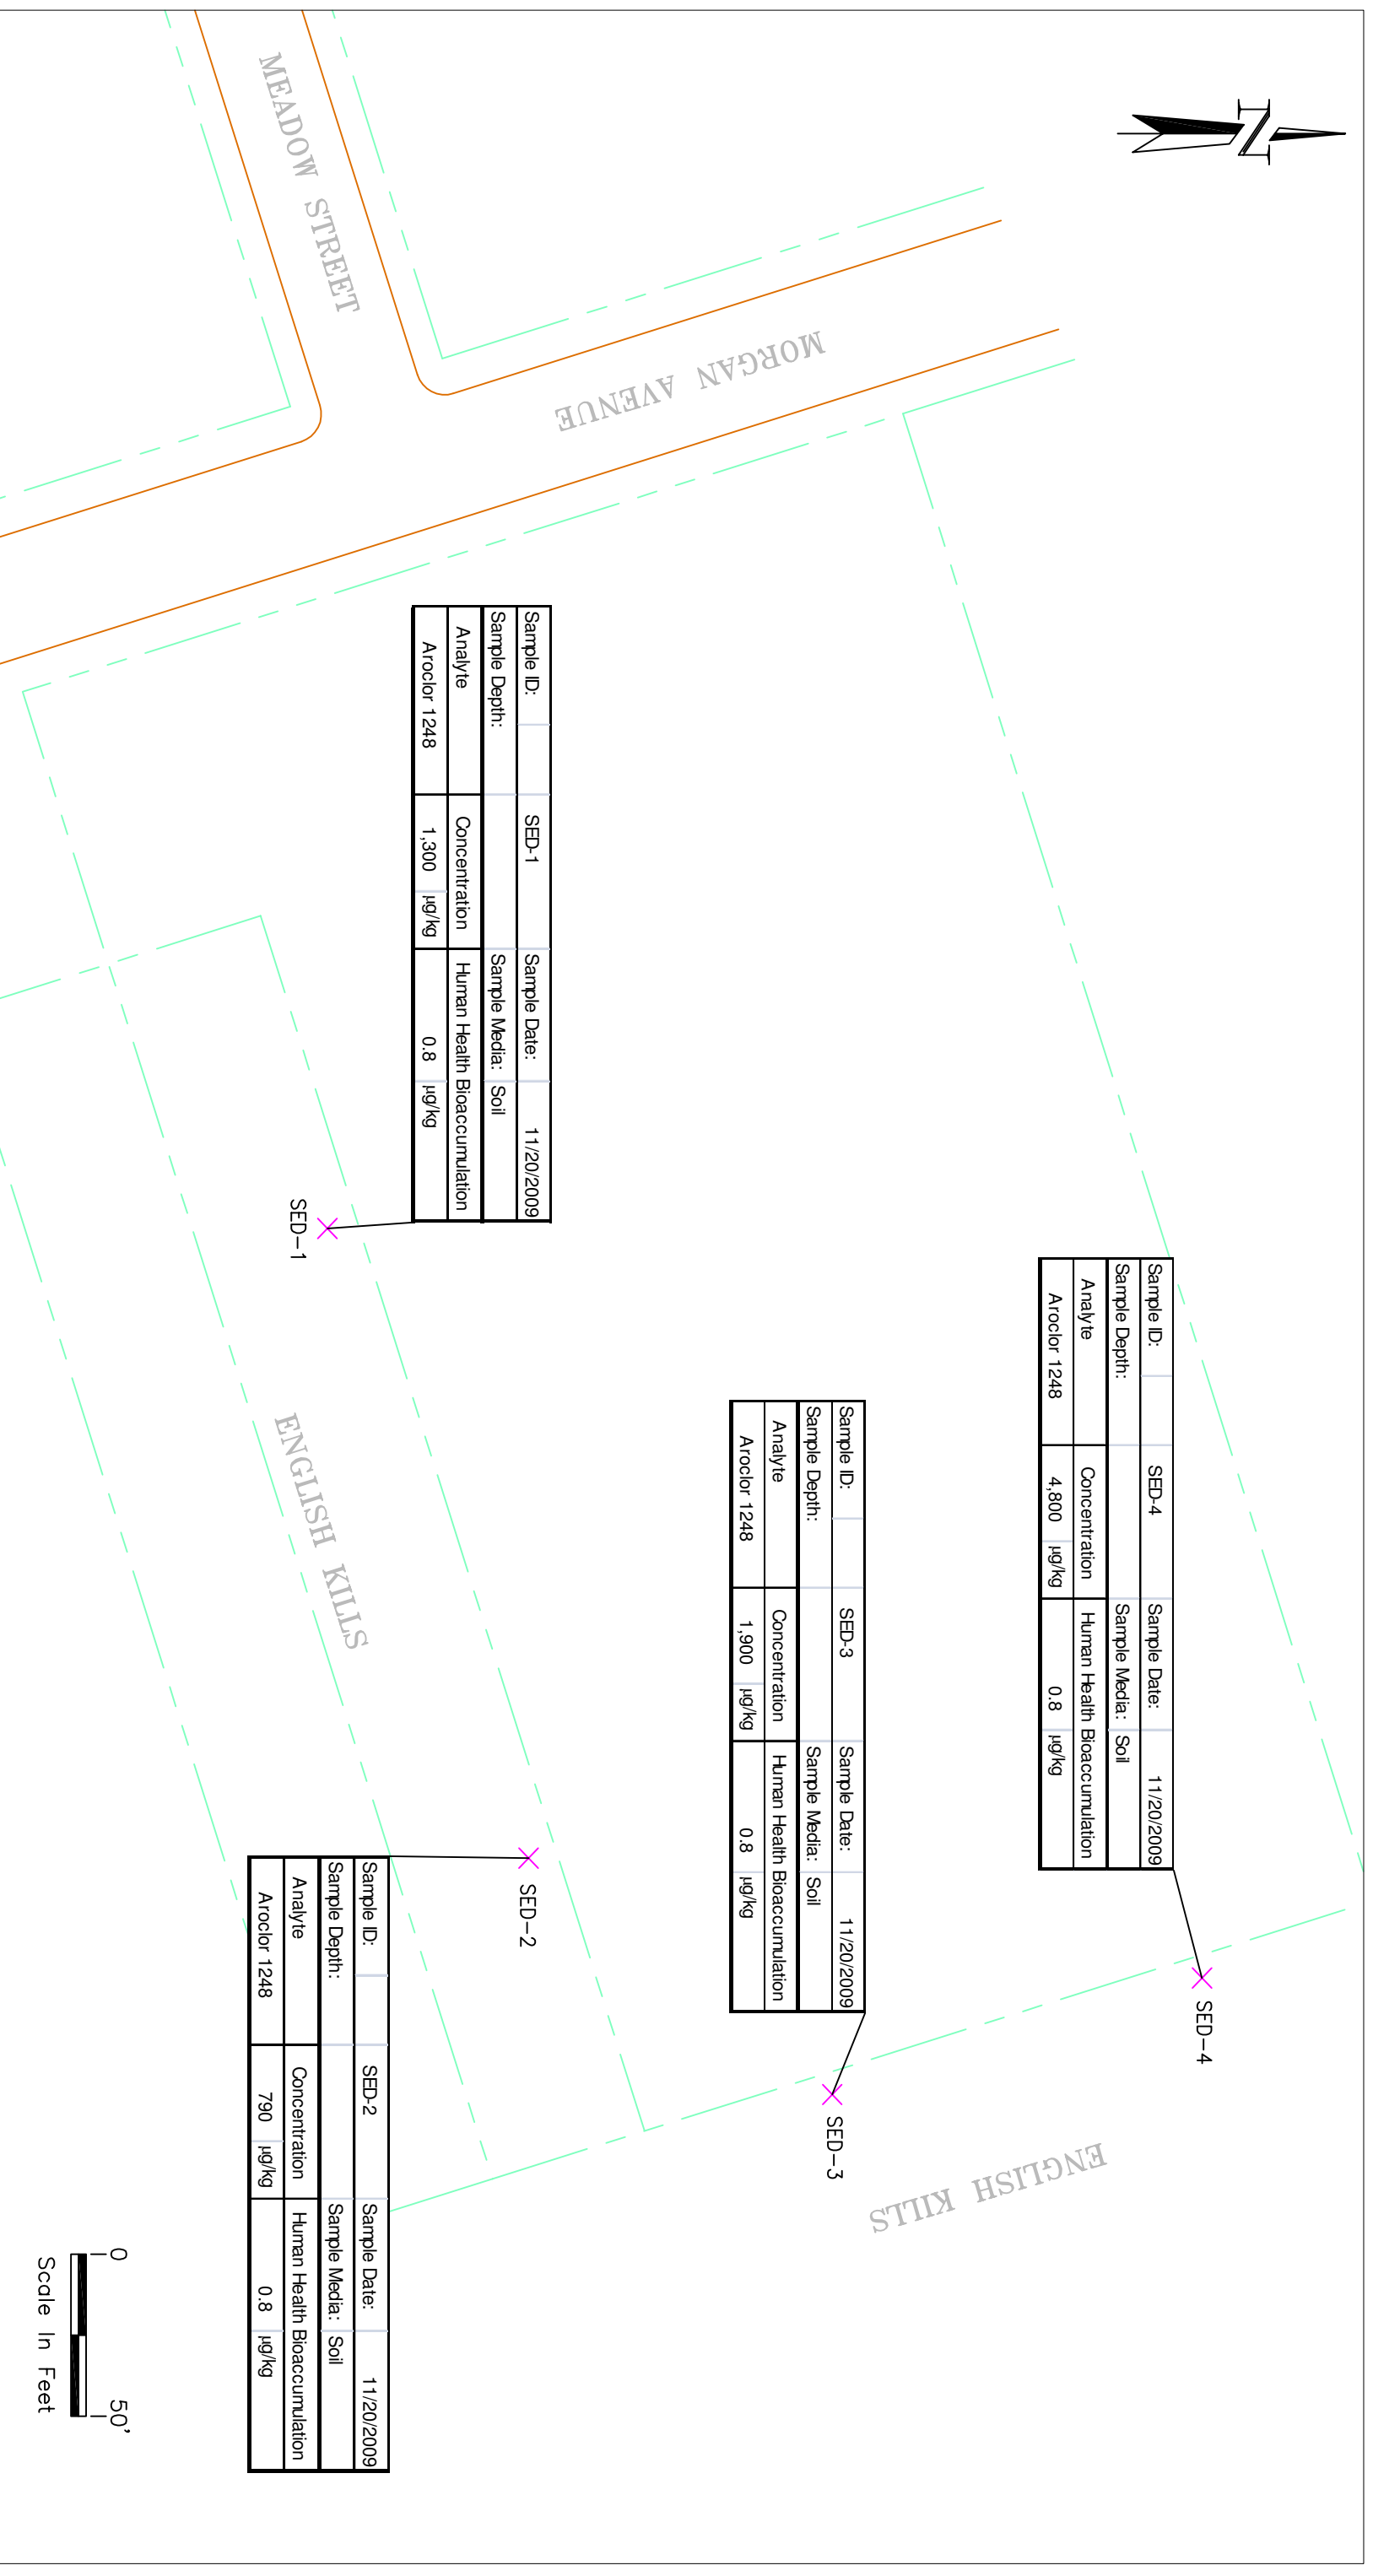 N
MEADOW STREET
MORGAN AVENUE
Sample ID: SED-4 Sample Date: 11/20/2009
Sample Depth: Sample Media: Soil
Analyte Concentration Human Health Bioaccumulation
Aroclor 1248 4,800 µg/kg 0.8 µg/kg
SED-4
Sample ID: SED-3 Sample Date: 11/20/2009
Sample Depth: Sample Media: Soil
Analyte Concentration Human Health Bioaccumulation
Aroclor 1248 1,900 µg/kg 0.8 µg/kg
SED-3
ENGLISH KILLS
Sample ID: SED-1 Sample Date: 11/20/2009
Sample Depth: Sample Media: Soil
Analyte Concentration Human Health Bioaccumulation
Aroclor 1248 1,300 µg/kg 0.8 µg/kg
SED-1
SED-2
ENGLISH KILLS
Sample ID: SED-2 Sample Date: 11/20/2009
Sample Depth: Sample Media: Soil
Analyte Concentration Human Health Bioaccumulation
Aroclor 1248 790 µg/kg 0.8 µg/kg
0 50'
Scale In Feet